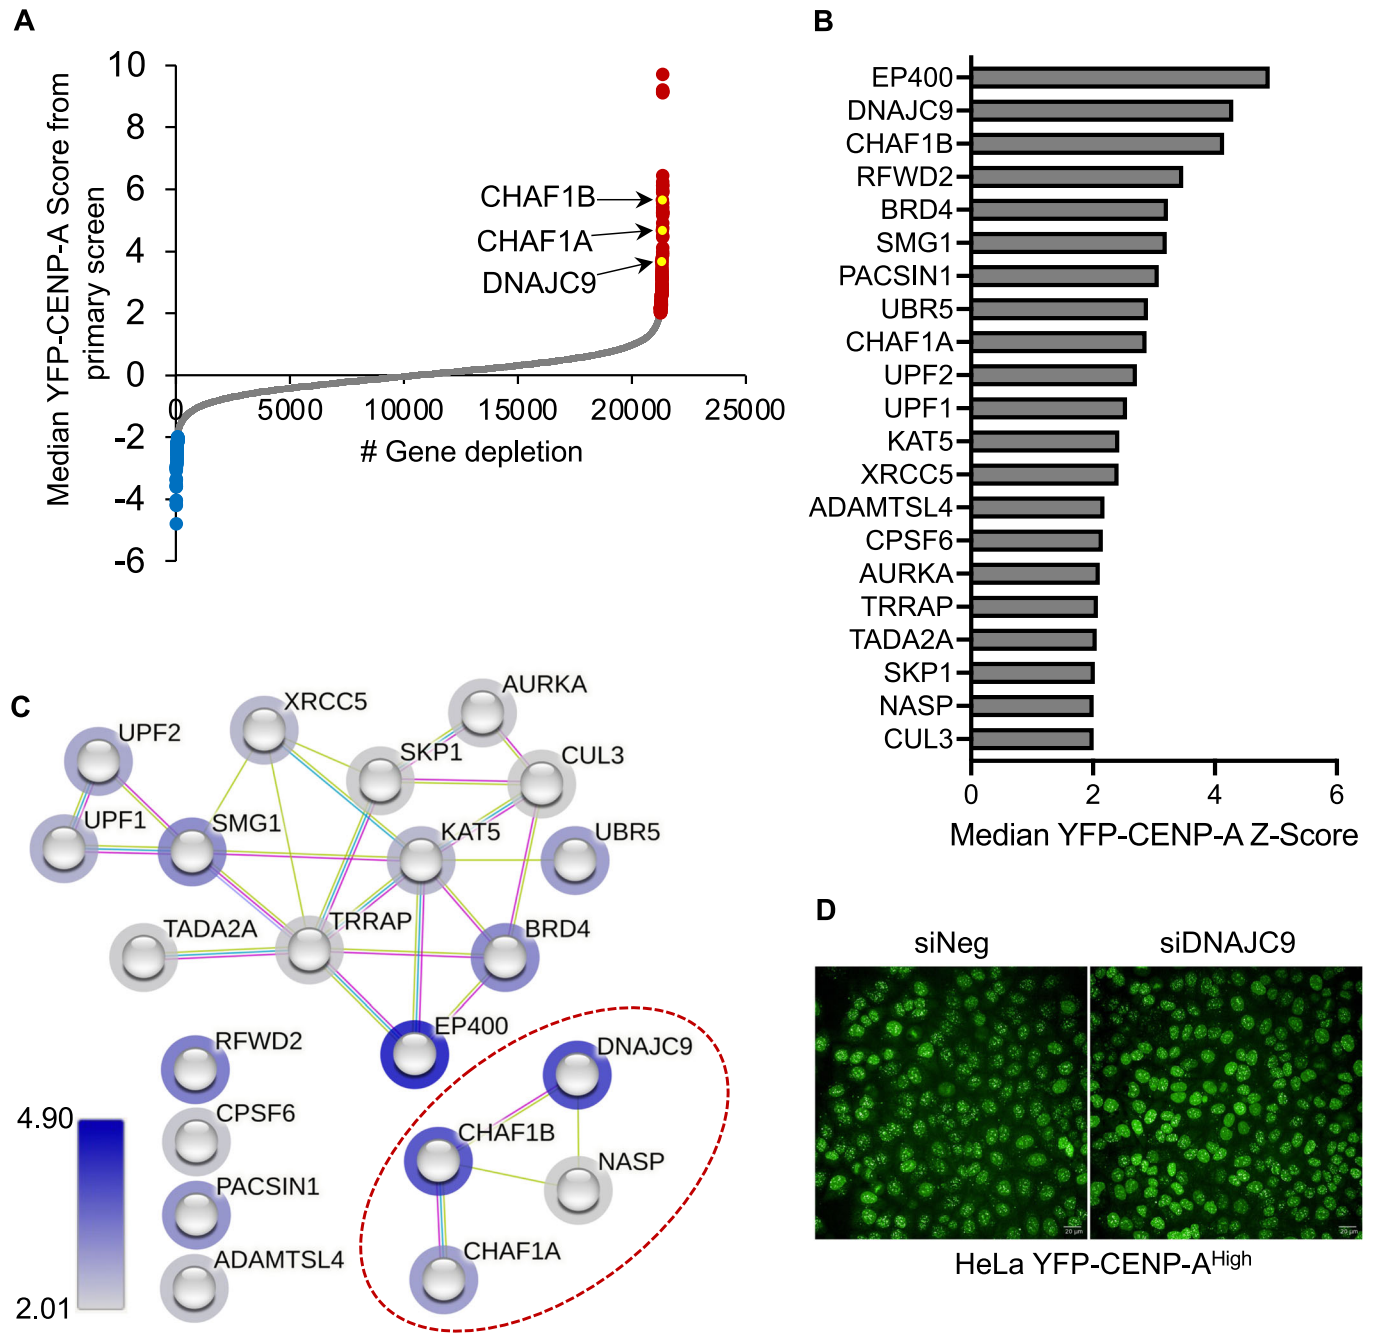 A
Median YFP-CENP-A Score from
primary screen
10
8
6
4
2
0
-2
-4
-6
CHAF1B
CHAF1A
DNAJC9
0
5000
10000
15000
20000
25000
# Gene depletion
B
EP400
DNAJC9
CHAF1B
RFWD2
BRD4
SMG1
PACSIN1
UBR5
CHAF1A
UPF2
UPF1
KAT5
XRCC5
ADAMTSL4
CPSF6
AURKA
TRRAP
TADA2A
SKP1
NASP
CUL3
0
2
4
6
Median YFP-CENP-A Z-Score
C
AURKA
XRCC5
UPF2
SKP1
CUL3
UPF1
SMG1
KAT5
UBR5
TADA2A
TRRAP
BRD4
EP400
RFWD2
DNAJC9
CPSF6
CHAF1B
NASP
PACSIN1
CHAF1A
ADAMTSL4
4.90
2.01
D
siNeg
siDNAJC9
20 µm
20 µm
HeLa YFP-CENP-AHigh